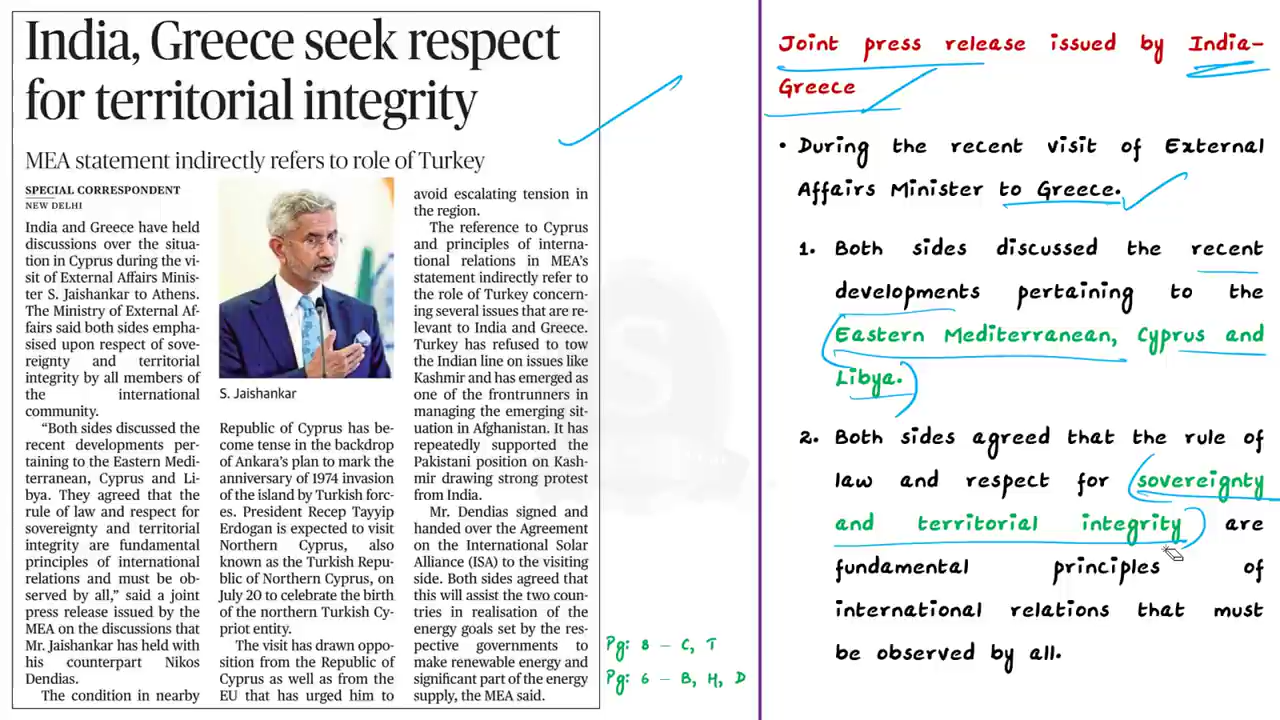 India, Greece seek respect
for territorial integrity
MEA statement indirectly refers to role of Turkey
SPECIAL CORRESPONDENT
NEW DELHI
India and Greece have held
discussions over the situa-
tion in Cyprus during the vi-
sit of External Affairs Minis-
ter S. Jaishankar to Athens.
The Ministry of External Af-
fairs said both sides empha-
sised upon respect of sove-
reignty and territorial
integrity by all members of
the international
community.
“Both sides discussed the
recent developments per-
taining to the Eastern Medi-
terranean, Cyprus and Li-
bya. They agreed that the
rule of law and respect for
sovereignty and territorial
integrity are fundamental
principles of international
relations and must be ob-
served by all,” said a joint
press release issued by the
MEA on the discussions that
Mr. Jaishankar has held with
his counterpart Nikos
Dendias.
The condition in nearby
S. Jaishankar
Republic of Cyprus has be-
come tense in the backdrop
of Ankara’s plan to mark the
anniversary of 1974 invasion
of the island by Turkish forc-
es. President Recep Tayyip
Erdogan is expected to visit
Northern Cyprus, also
known as the Turkish Repu-
blic of Northern Cyprus, on
July 20 to celebrate the birth
of the northern Turkish Cy-
priot entity.
The visit has drawn oppo-
sition from the Republic of
Cyprus as well as from the
EU that has urged him to
avoid escalating tension in
the region.
The reference to Cyprus
and principles of interna-
tional relations in MEA’s
statement indirectly refer to
the role of Turkey concern-
ing several issues that are re-
levant to India and Greece.
Turkey has refused to tow
the Indian line on issues like
Kashmir and has emerged as
one of the frontrunners in
managing the emerging sit-
uation in Afghanistan. It has
repeatedly supported the
Pakistani position on Kash-
mir drawing strong protest
from India.
Mr. Dendias signed and
handed over the Agreement
on the International Solar
Alliance (ISA) to the visiting
side. Both sides agreed that
this will assist the two coun-
tries in realisation of the
energy goals set by the res-
pective governments to
make renewable energy and
significant part of the energy
supply, the MEA said.
Pg: 8 – C, T
Pg: 6 – B, H, D
Joint press release issued by India-
Greece
• During the recent visit of External
Affairs Minister to Greece.
1. Both sides discussed the recent
developments pertaining to the
Eastern Mediterranean, Cyprus and
Libya.
2. Both sides agreed that the rule of
law and respect for sovereignty
and territorial integrity are
fundamental principles of
international relations that must
be observed by all.